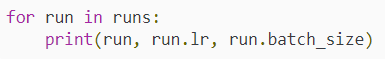 for run in runs:
    print(run, run.lr, run.batch_size)